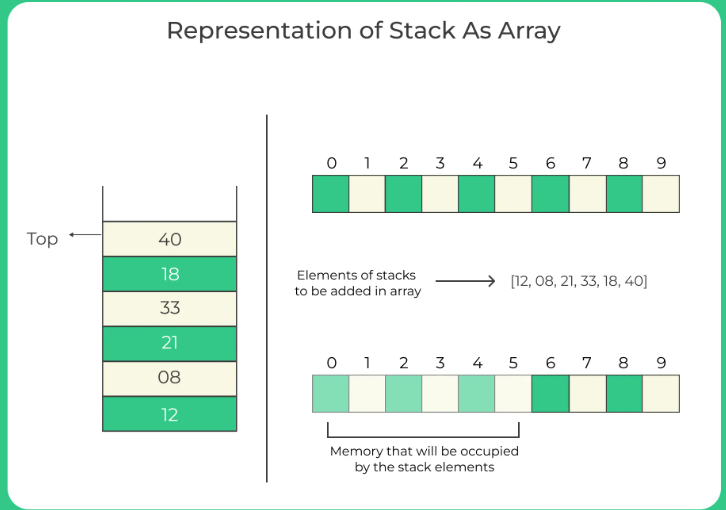 Representation of Stack As Array
Top
40
18
33
21
08
12
0 1 2 3 4 5 6 7 8 9
Elements of stacks
to be added in array
[12, 08, 21, 33, 18, 40]
0 1 2 3 4 5 6 7 8 9
Memory that will be occupied
by the stack elements